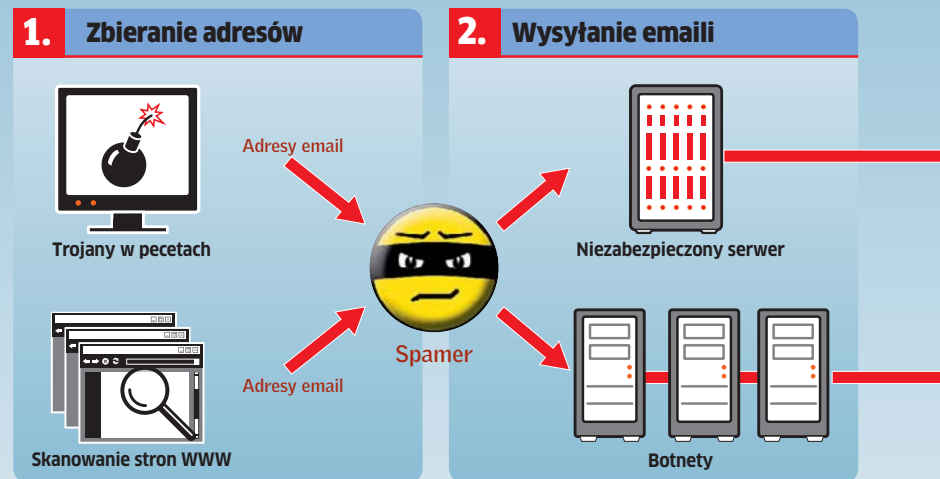 1. Zbieranie adresów
Adresy email
Trojany w pecetach
Adresy email
Skanowanie stron WWW
Spamer
2. Wysyłanie emaili
Niezabezpieczony serwer
Botnety